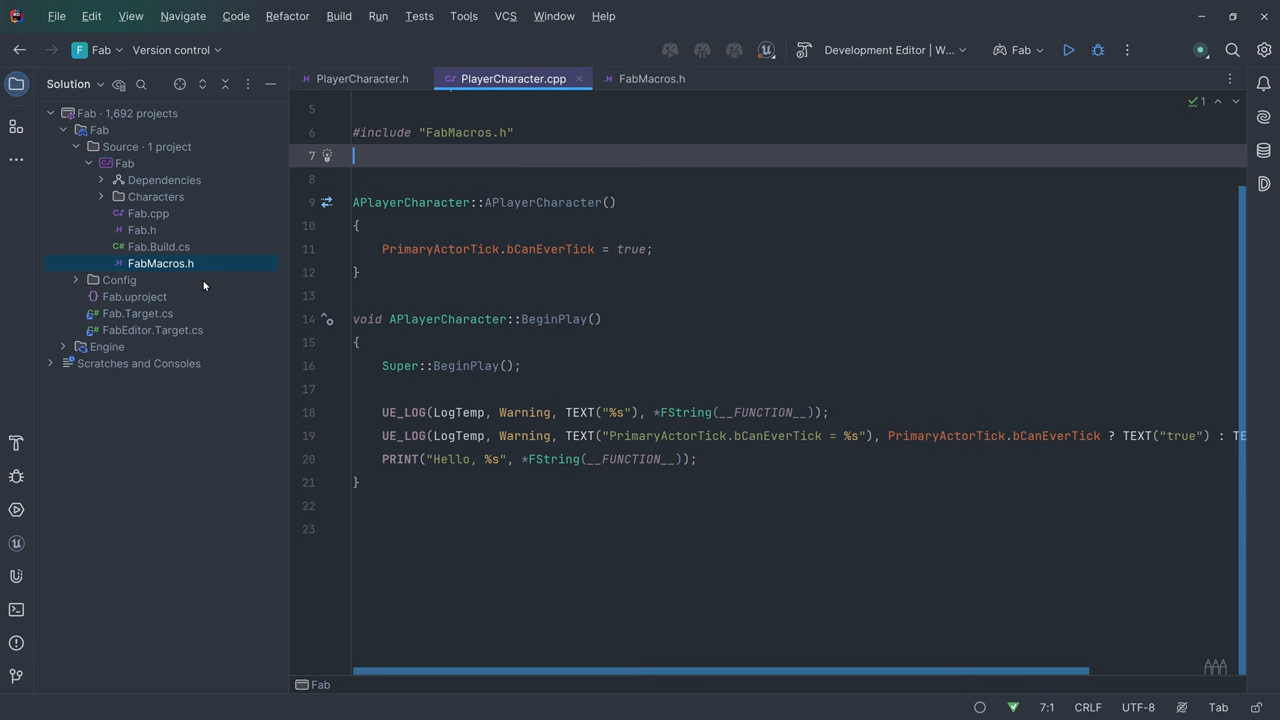 File Edit View Navigate Code Refactor Build Run Tests Tools VCS Window Help
F Fab Version control Development Editor | W... Fab
Solution PlayerCharacter.h PlayerCharacter.cpp FabMacros.h
Fab · 1,692 projects
Fab
Source · 1 project
Fab
Dependencies
Characters
Fab.cpp
Fab.h
Fab.Build.cs
FabMacros.h
Config
Fab.uproject
Fab.Target.cs
FabEditor.Target.cs
Engine
Scratches and Consoles
1
5
6 #include "FabMacros.h"
7
8
9 APlayerCharacter::APlayerCharacter()
10 {
11 PrimaryActorTick.bCanEverTick = true;
12 }
13
14 void APlayerCharacter::BeginPlay()
15 {
16 Super::BeginPlay();
17
18 UE_LOG(LogTemp, Warning, TEXT("%s"), *FString(__FUNCTION__));
19 UE_LOG(LogTemp, Warning, TEXT("PrimaryActorTick.bCanEverTick = %s"), PrimaryActorTick.bCanEverTick ? TEXT("true") : TE
20 PRINT("Hello, %s", *FString(__FUNCTION__));
21 }
22
23
Fab
7:1 CRLF UTF-8 Tab